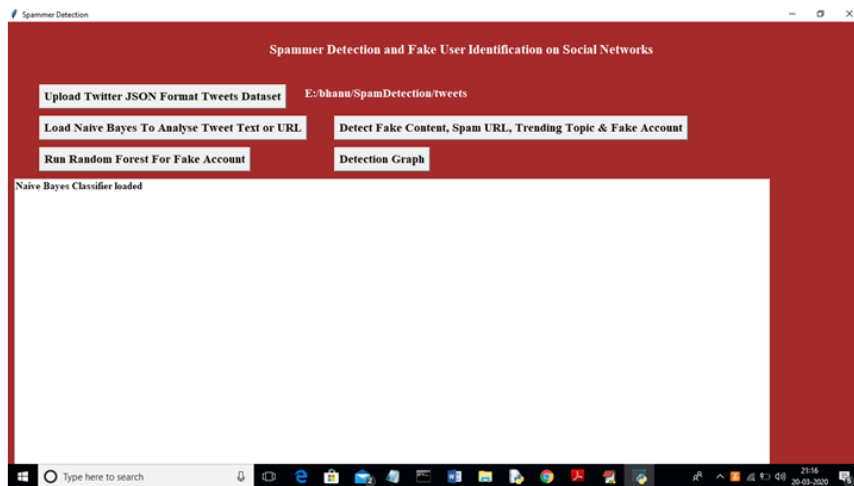 Spammer Detection
Spammer Detection and Fake User Identification on Social Networks
Upload Twitter JSON Format Tweets Dataset
E:/bhanu/SpamDetection/tweets
Load Naive Bayes To Analyse Tweet Text or URL
Detect Fake Content, Spam URL, Trending Topic & Fake Account
Run Random Forest For Fake Account
Detection Graph
Naive Bayes Classifier loaded
Type here to search
21:16
20-03-2020